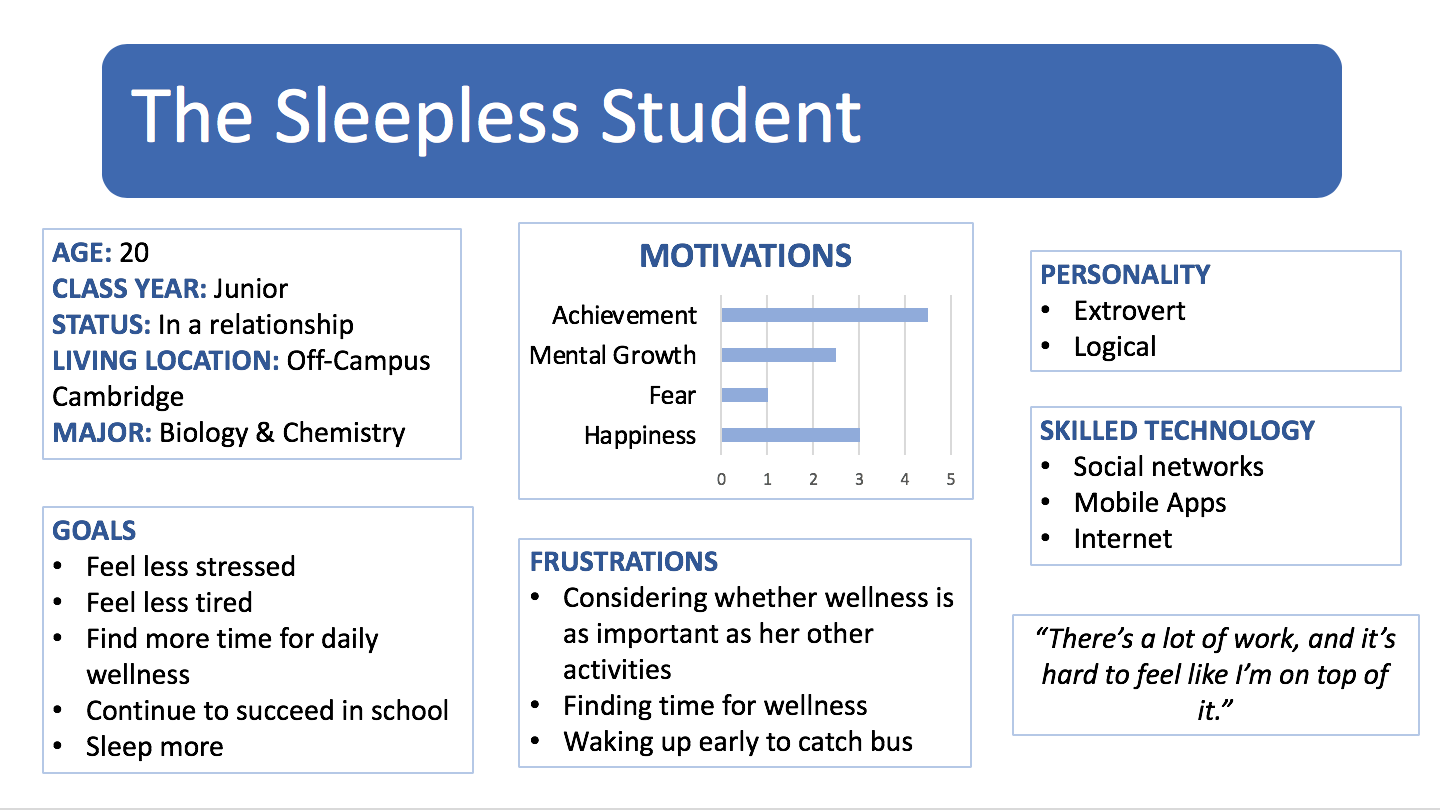 The Sleepless Student
AGE: 20
CLASS YEAR: Junior
STATUS: In a relationship
LIVING LOCATION: Off-Campus
Cambridge
MAJOR: Biology & Chemistry
GOALS
• Feel less stressed
• Feel less tired
• Find more time for daily
wellness
• Continue to succeed in school
• Sleep more
MOTIVATIONS
Achievement
Mental Growth
Fear
Happiness
0 1 2 3 4 5
FRUSTRATIONS
• Considering whether wellness is
as important as her other
activities
• Finding time for wellness
• Waking up early to catch bus
PERSONALITY
• Extrovert
• Logical
SKILLED TECHNOLOGY
• Social networks
• Mobile Apps
• Internet
“There’s a lot of work, and it’s
hard to feel like I’m on top of
it.”